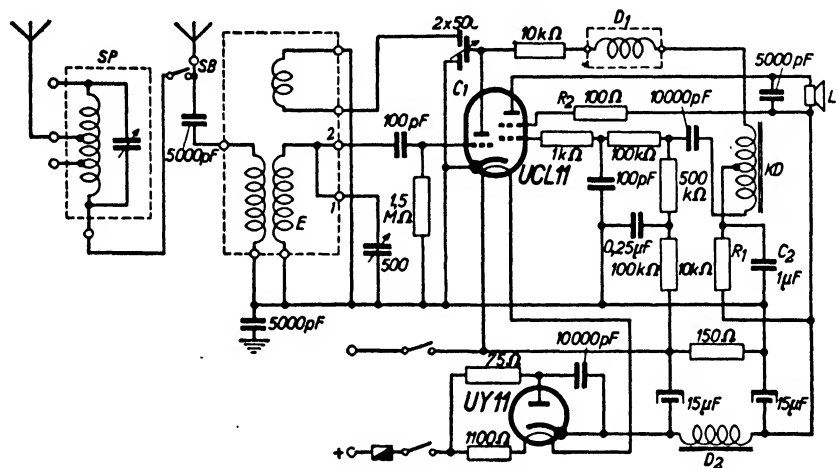 SP
SB
5000pF
2
1
E
500
5000pF
100pF
1,5
MΩ
2x50
C1
10kΩ
D1
UCL11
R2
100Ω
10000pF
5000pF
L
1kΩ
100kΩ
100pF
500
kΩ
KD
0,25µF
100kΩ
10kΩ
R1
C2
1µF
150Ω
75Ω
10000pF
UY11
1100Ω
+
15µF
15µF
D2